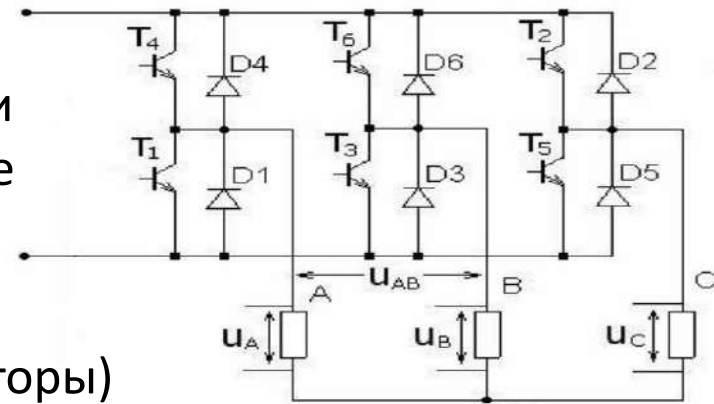 T4 D4 T6 D6 T2 D2
и
T1 D1 T3 D3 T5 D5
е
A uAB B C
uA uB uC
торы)